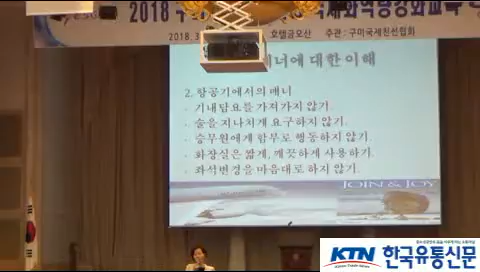 2018
2018. 3.
호텔금오산
주관 : 구미국제친선협회
너에 대한 이해
2. 항공기에서의 매너
- 기내담요를 가져가지 않기.
- 술을 지나치게 요구하지 않기.
- 승무원에게 함부로 행동하지 않기.
- 화장실은 짧게, 깨끗하게 사용하기.
- 좌석변경을 마음대로 하지 않기.
JOIN & JOY
KTN
한국유통신문